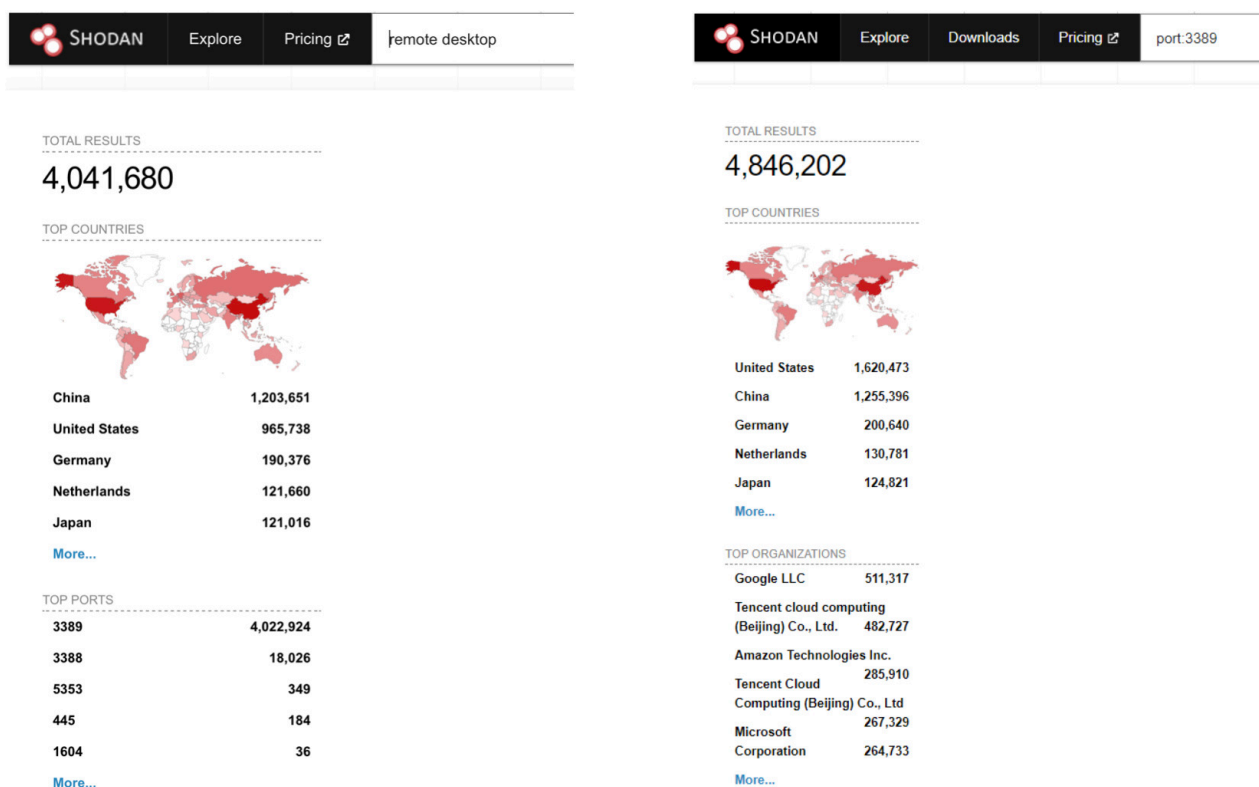 SHODAN Explore Pricing remote desktop
TOTAL RESULTS
4,041,680
TOP COUNTRIES
China 1,203,651
United States 965,738
Germany 190,376
Netherlands 121,660
Japan 121,016
More...
TOP PORTS
3389 4,022,924
3388 18,026
5353 349
445 184
1604 36
More...
SHODAN Explore Downloads Pricing port:3389
TOTAL RESULTS
4,846,202
TOP COUNTRIES
United States 1,620,473
China 1,255,396
Germany 200,640
Netherlands 130,781
Japan 124,821
More...
TOP ORGANIZATIONS
Google LLC 511,317
Tencent cloud computing
(Beijing) Co., Ltd. 482,727
Amazon Technologies Inc.
285,910
Tencent Cloud
Computing (Beijing) Co., Ltd
267,329
Microsoft
Corporation 264,733
More...